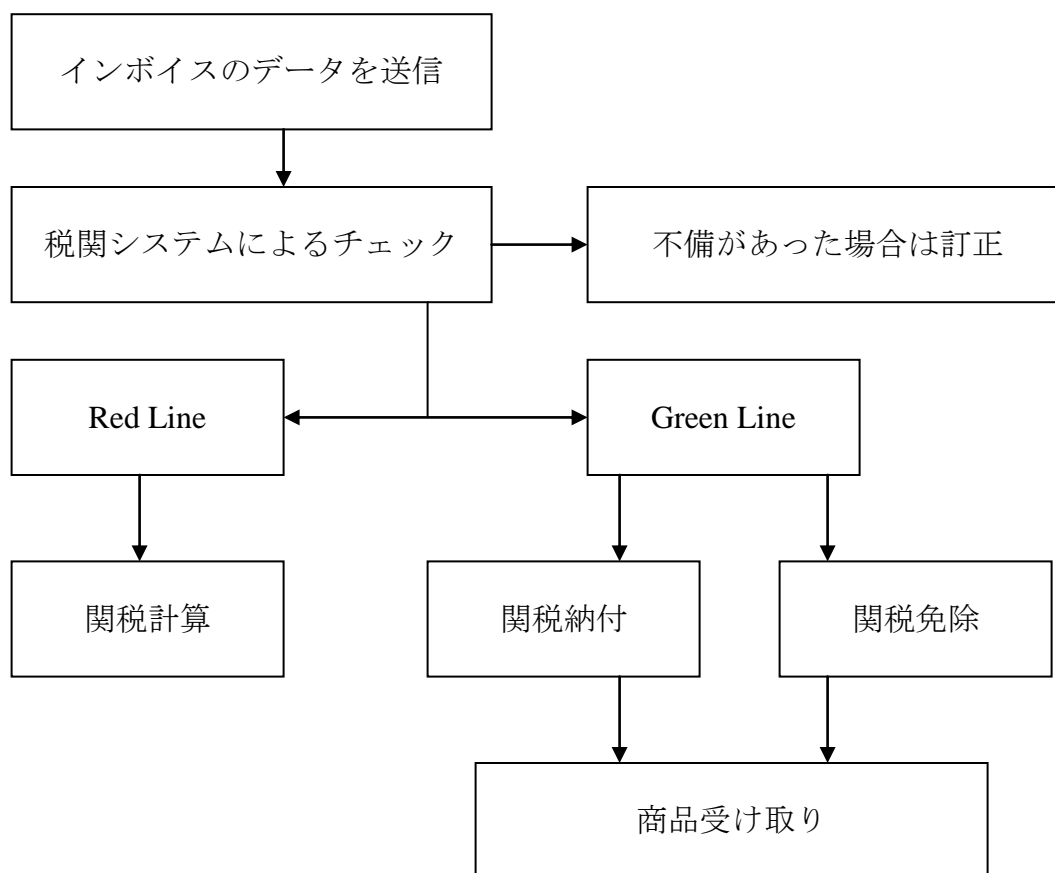 インボイスのデータを送信
税関システムによるチェック
不備があった場合は訂正
Red Line
Green Line
関税計算
関税納付
関税免除
商品受け取り